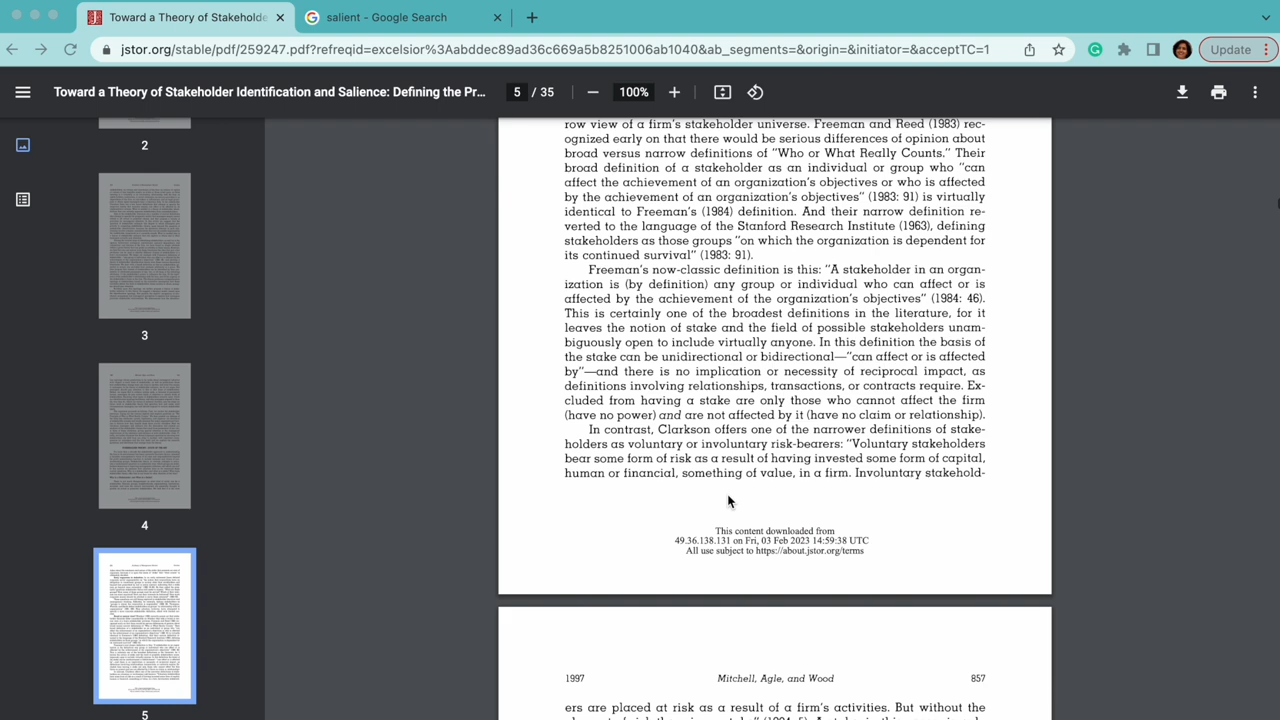 Toward a Theory of Stakeholde
salient - Google Search
jstor.org/stable/pdf/259247.pdf?refreqid=excelsior%3Aabddec89ad36c669a5b8251006ab1040&ab_segments=&origin=&initiator=&acceptTC=1
Update
Toward a Theory of Stakeholder Identification and Salience: Defining the Pr...
5 / 35
100%
2
3
4
5
row view of a firm's stakeholder universe. Freeman and Reed (1983) rec-
ognized early on that there would be serious differences of opinion about
broad versus narrow definitions of "Who or What Really Counts." Their
broad definition of a stakeholder as an individual or group who "can
affect the achievement of an organization's objectives or who is affected
by the achievement of an organization's objectives" (1983: 91) is virtually
identical to Freeman's (1984) definition. And their narrow definition re-
verted to the language of the Stanford Research Institute (1963), defining
stakeholders as those groups "on which the organization is dependent for
its continued survival" (1983: 91).
Freeman's now-classic definition is this: "A stakeholder in an organ-
ization is (by definition) any group or individual who can affect or is
affected by the achievement of the organization's objectives" (1984: 46).
This is certainly one of the broadest definitions in the literature, for it
leaves the notion of stake and the field of possible stakeholders unam-
biguously open to include virtually anyone. In this definition the basis of
the stake can be unidirectional or bidirectional—"can affect or is affected
by"—and there is no implication or necessity of reciprocal impact, as
definitions involving relationships, transactions, or contracts require. Ex-
cluded from having a stake are only those who cannot affect the firm
(have no power) and are not affected by it (have no claim or relationship).
In contrast, Clarkson offers one of the narrower definitions of stake-
holders as voluntary or involuntary risk-bearers: "Voluntary stakeholders
bear some form of risk as a result of having invested some form of capital,
human or financial, something of value, in a firm. Involuntary stakehold-
This content downloaded from
49.36.138.131 on Fri, 03 Feb 2023 14:59:38 UTC
All use subject to https://about.jstor.org/terms
1997 Mitchell, Agle, and Wood 857
ers are placed at risk as a result of a firm's activities. But without the